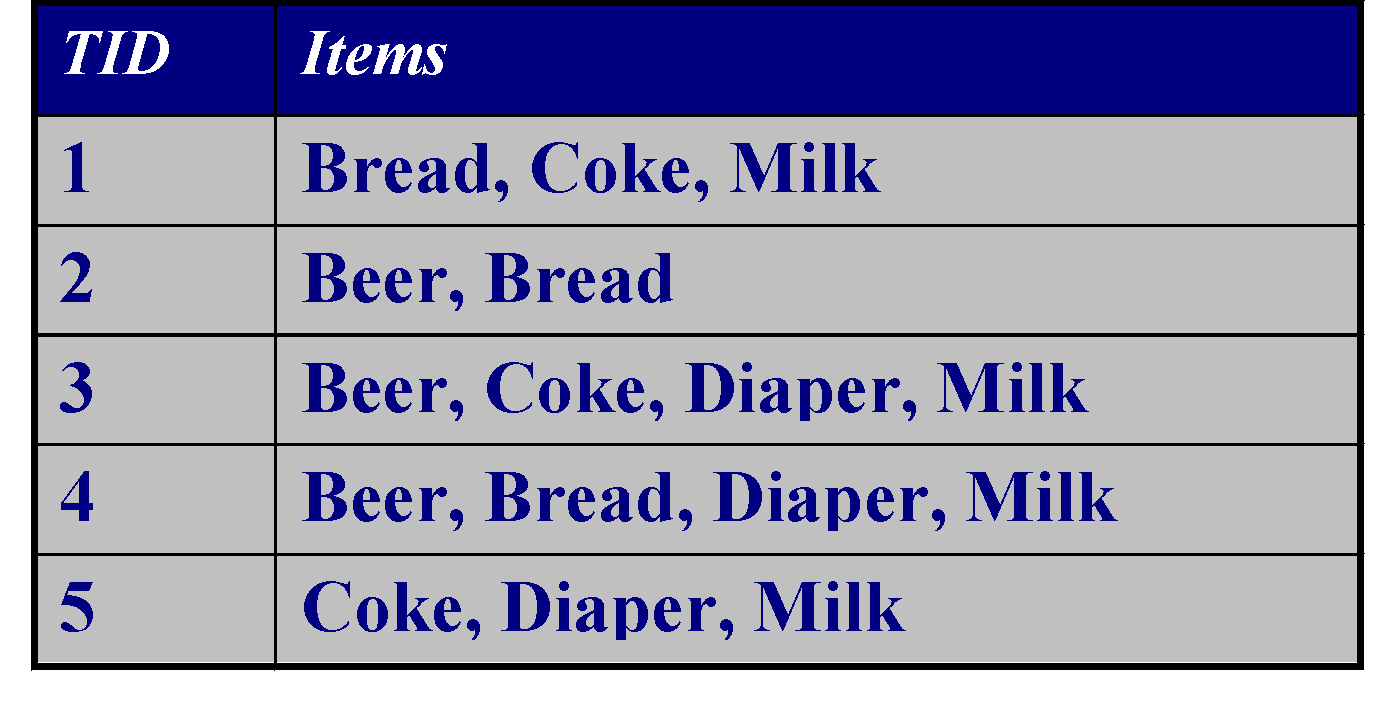 TID Items
1 Bread, Coke, Milk
2 Beer, Bread
3 Beer, Coke, Diaper, Milk
4 Beer, Bread, Diaper, Milk
5 Coke, Diaper, Milk